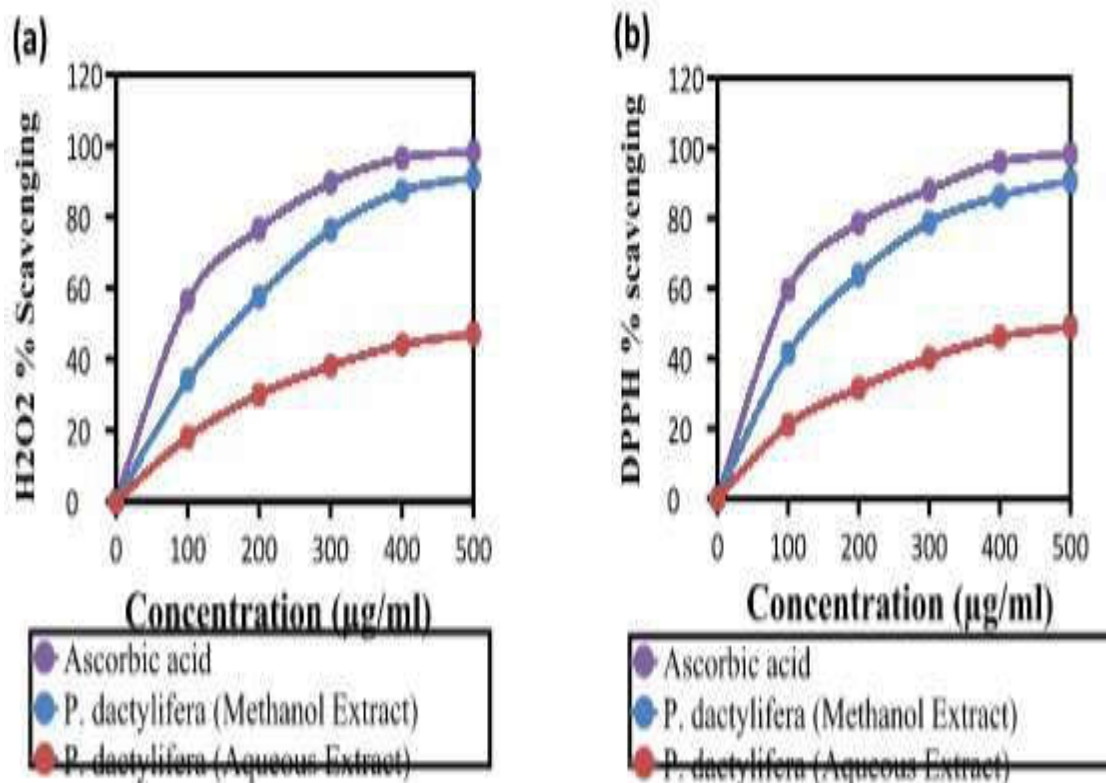 (a)
H2O2 % Scavenging
120
100
80
60
40
20
0
0 100 200 300 400 500
Concentration (µg/ml)
Ascorbic acid
P. dactylifera (Methanol Extract)
P. dactylifera (Aqueous Extract)
(b)
DPPH % scavenging
120
100
80
60
40
20
0
0 100 200 300 400 500
Concentration (µg/ml)
Ascorbic acid
P. dactylifera (Methanol Extract)
P. dactylifera (Aqueous Extract)